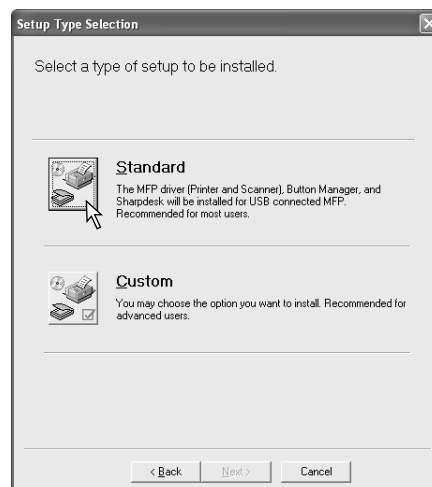 Setup Type Selection
Select a type of setup to be installed.
Standard
The MFP driver (Printer and Scanner), Button Manager, and
Sharpdesk will be installed for USB connected MFP.
Recommended for most users.
Custom
You may choose the option you want to install. Recommended for
advanced users.
< Back
Next >
Cancel